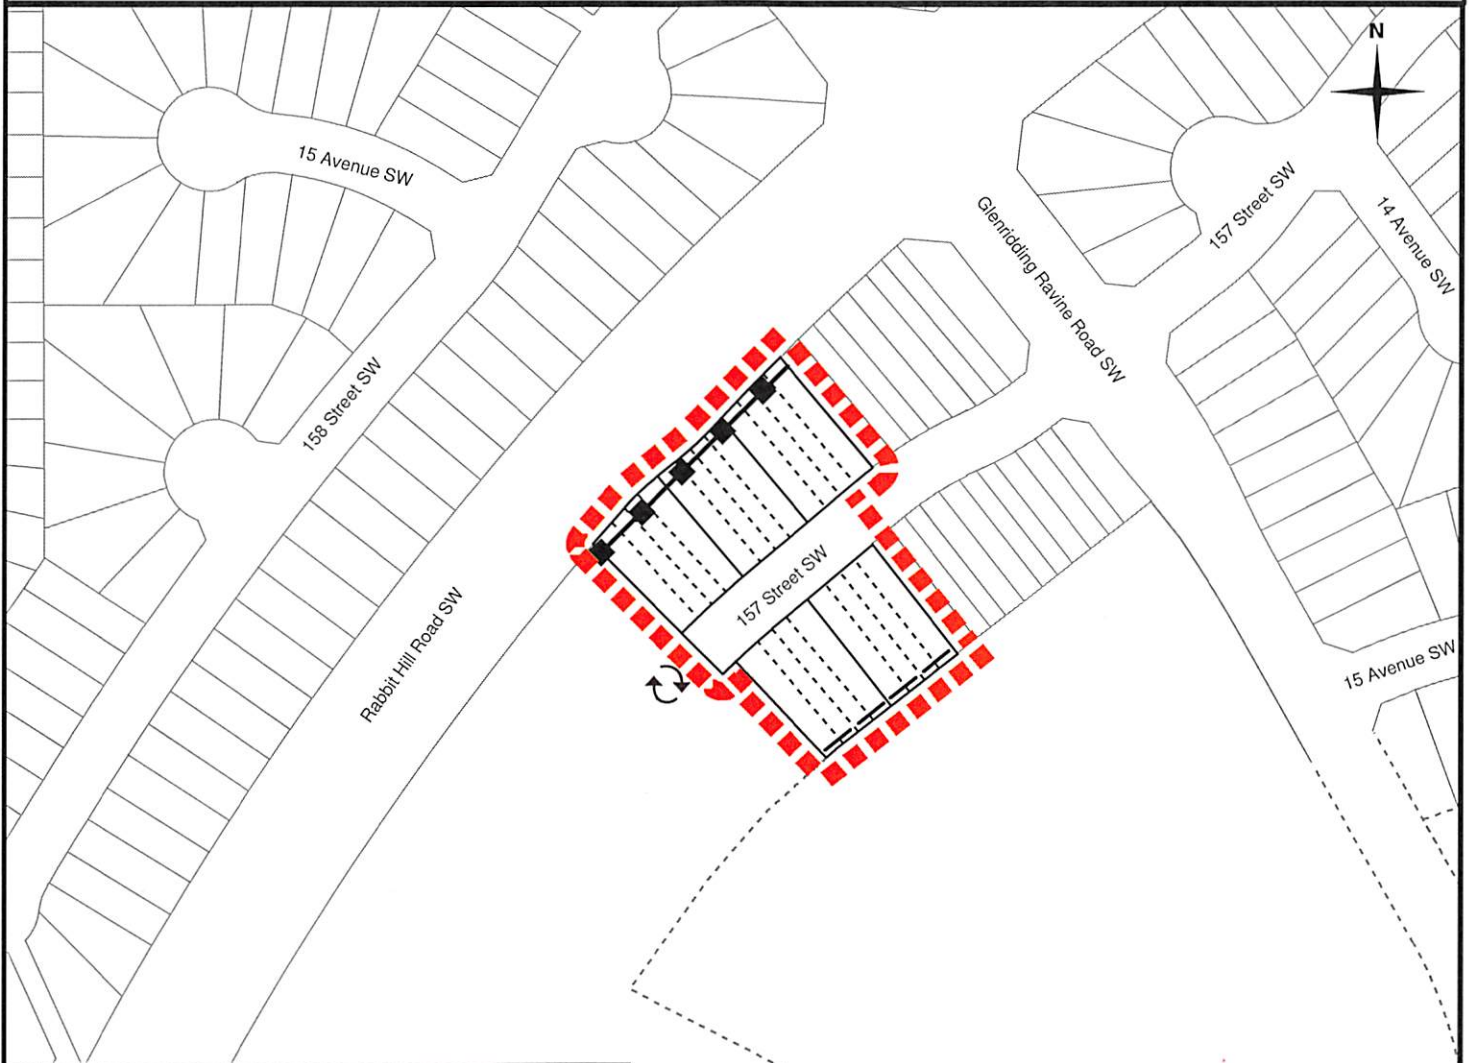 N
15 Avenue SW
157 Street SW
14 Avenue SW
Glenridding Ravine Road SW
158 Street SW
157 Street SW
Rabbit Hill Road SW
15 Avenue SW